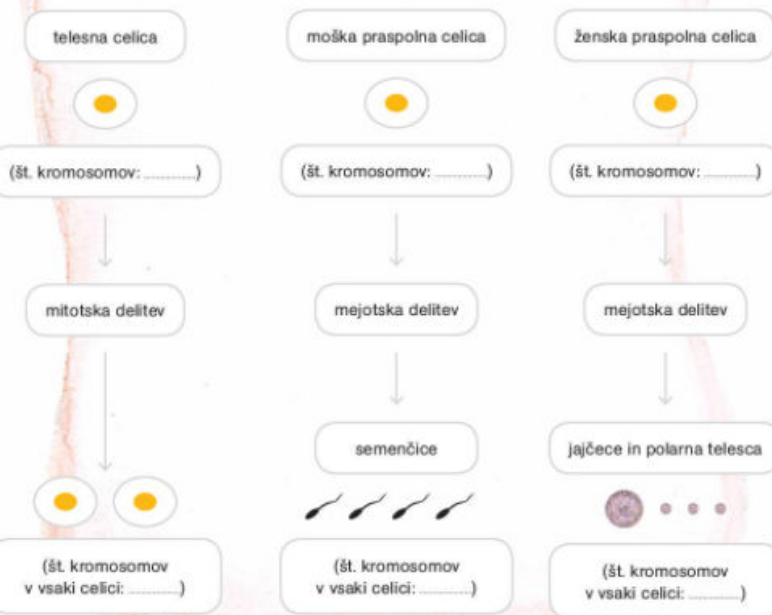 telesna celica
moška praspolna celica
ženska praspolna celica
(št. kromosomov: ............)
(št. kromosomov: ............)
(št. kromosomov: ............)
mitotska delitev
mejotska delitev
mejotska delitev
semenčice
jajčece in polarna telesca
(št. kromosomov
v vsaki celici: ............)
(št. kromosomov
v vsaki celici: ............)
(št. kromosomov
v vsaki celici: ............)